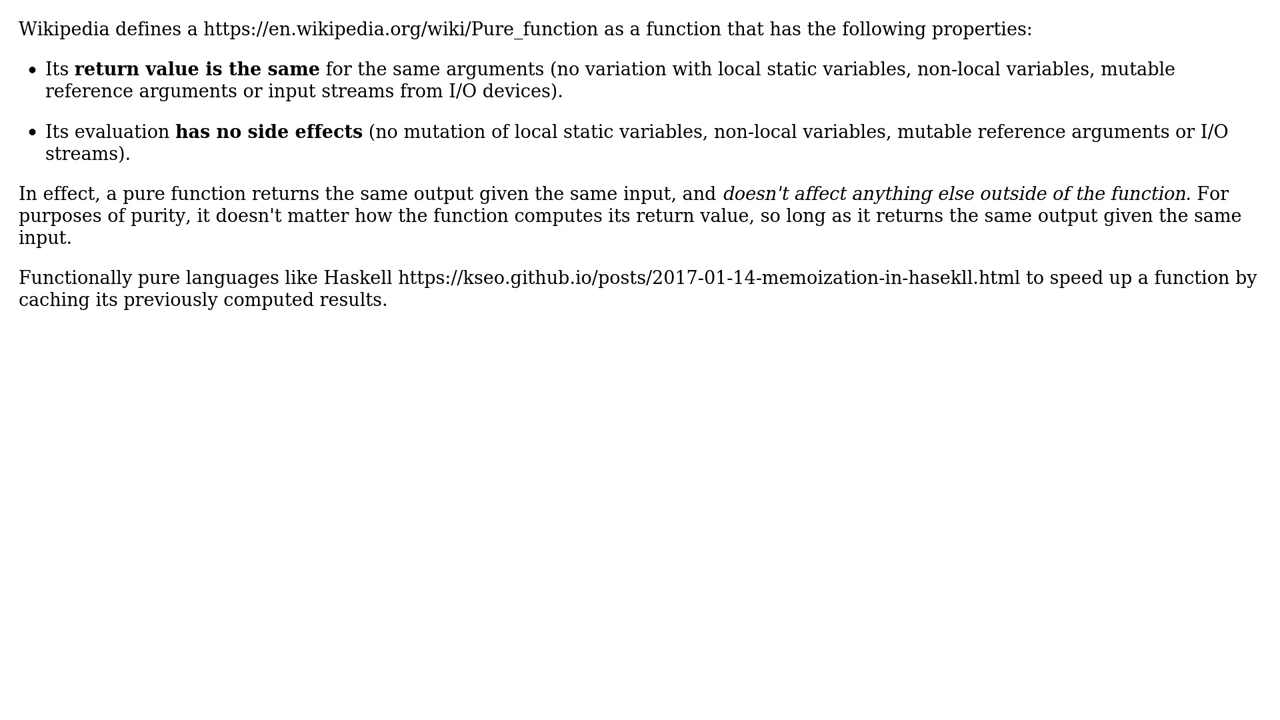 Wikipedia defines a https://en.wikipedia.org/wiki/Pure_function as a function that has the following properties:
• Its return value is the same for the same arguments (no variation with local static variables, non-local variables, mutable
reference arguments or input streams from I/O devices).
• Its evaluation has no side effects (no mutation of local static variables, non-local variables, mutable reference arguments or I/O
streams).
In effect, a pure function returns the same output given the same input, and doesn't affect anything else outside of the function. For
purposes of purity, it doesn't matter how the function computes its return value, so long as it returns the same output given the same
input.
Functionally pure languages like Haskell https://kseo.github.io/posts/2017-01-14-memoization-in-hasekll.html to speed up a function by
caching its previously computed results.